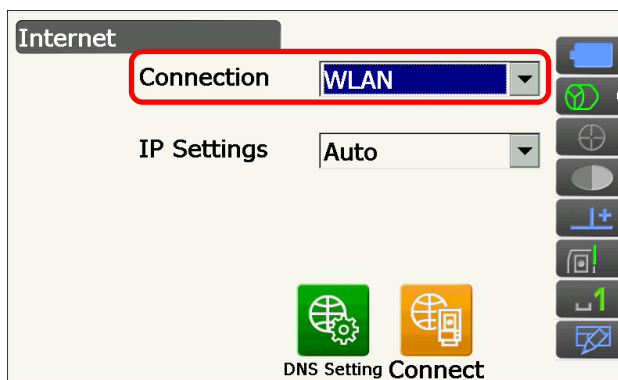 Internet
Connection WLAN
IP Settings Auto
1
DNS Setting Connect